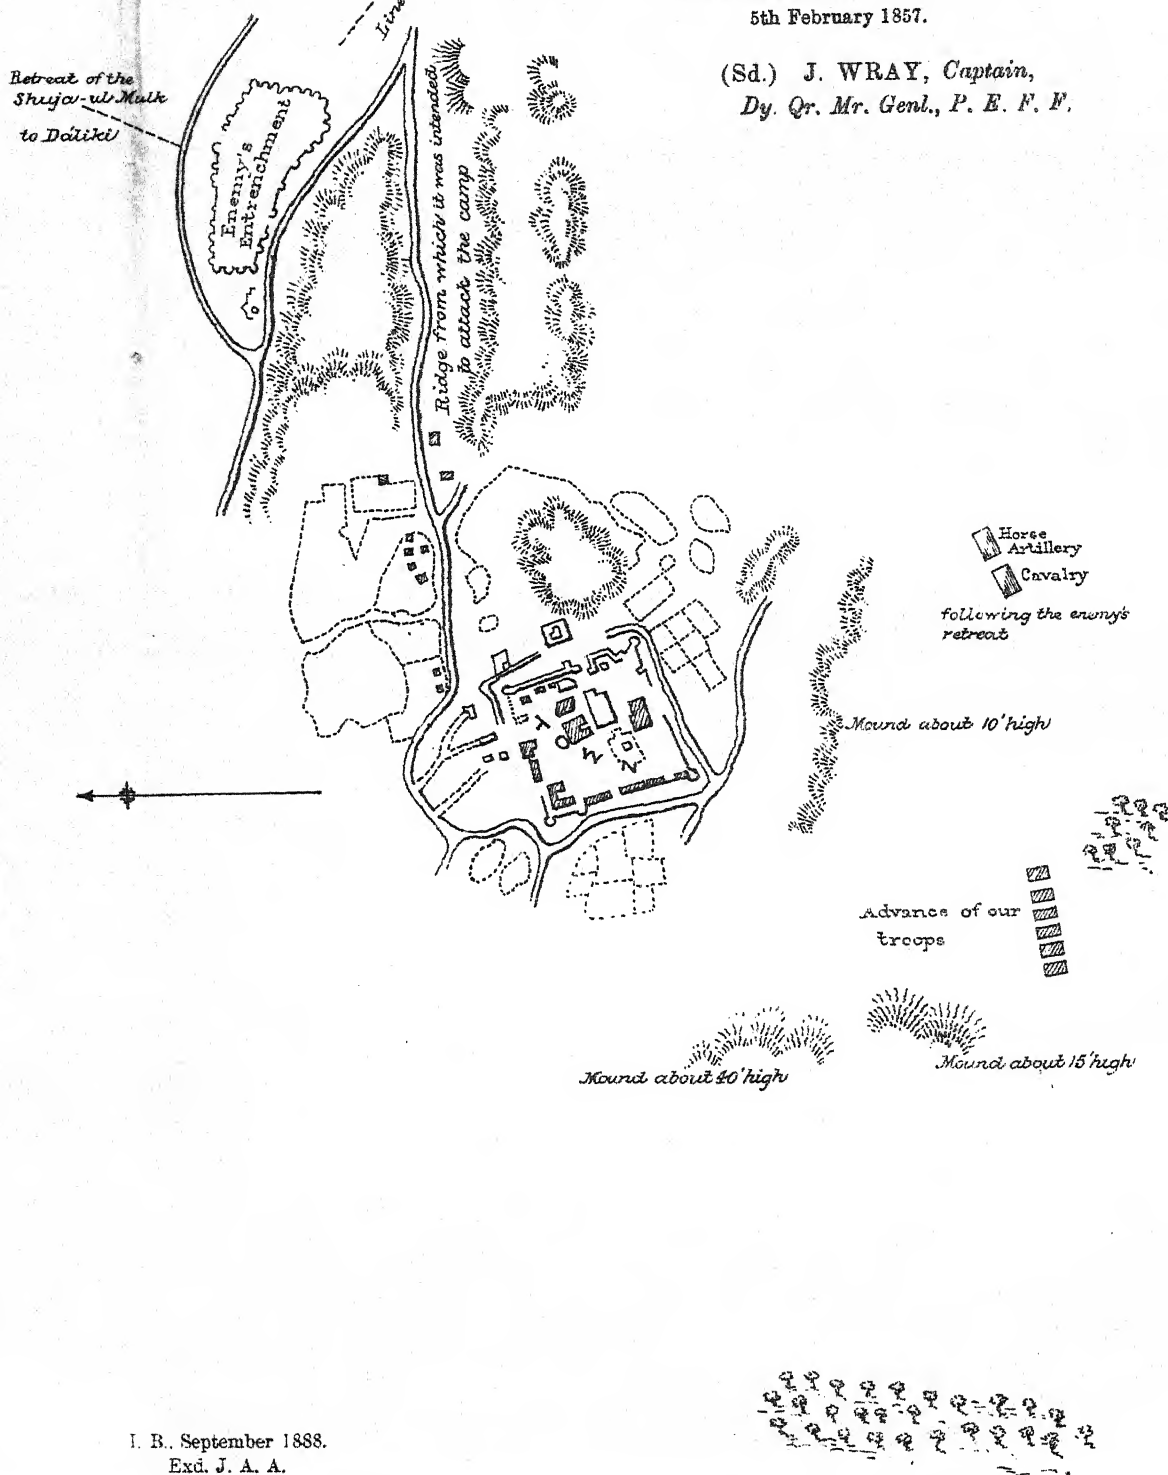 5th February 1857.
(Sd.) J. WRAY, Captain,
Dy. Qr. Mr. Genl., P. E. F. F.
Line
Retreat of the
Shuja-ul-Mulk
to Dáliki
Enemy's
Entrenchment
Ridge from which it was intended
to attack the camp
Horse
Artillery
Cavalry
following the enemy's
retreat
Mound about 10' high
Advance of our
troops
Mound about 40' high
Mound about 15' high
I. B., September 1888.
Exd. J. A. A.